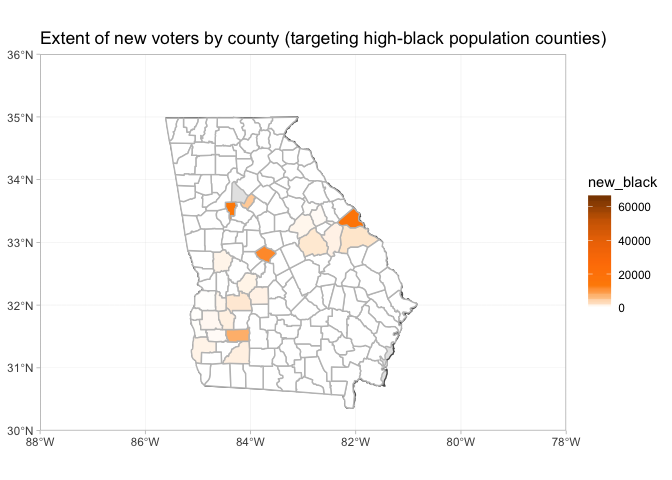 Extent of new voters by county (targeting high-black population counties)
36°N
35°N
34°N
33°N
32°N
31°N
30°N
88°W
86°W
84°W
82°W
80°W
78°W
new_black
60000
40000
20000
0